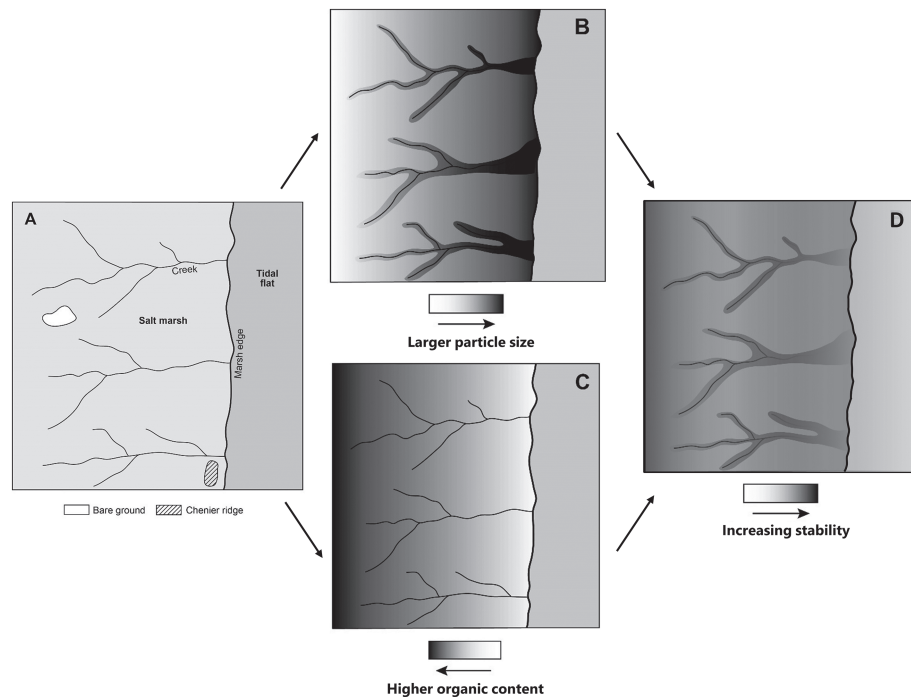 A
Creek
Tidal
flat
Salt marsh
Marsh edge
Bare ground
Chenier ridge
B
Larger particle size
C
Higher organic content
D
Increasing stability